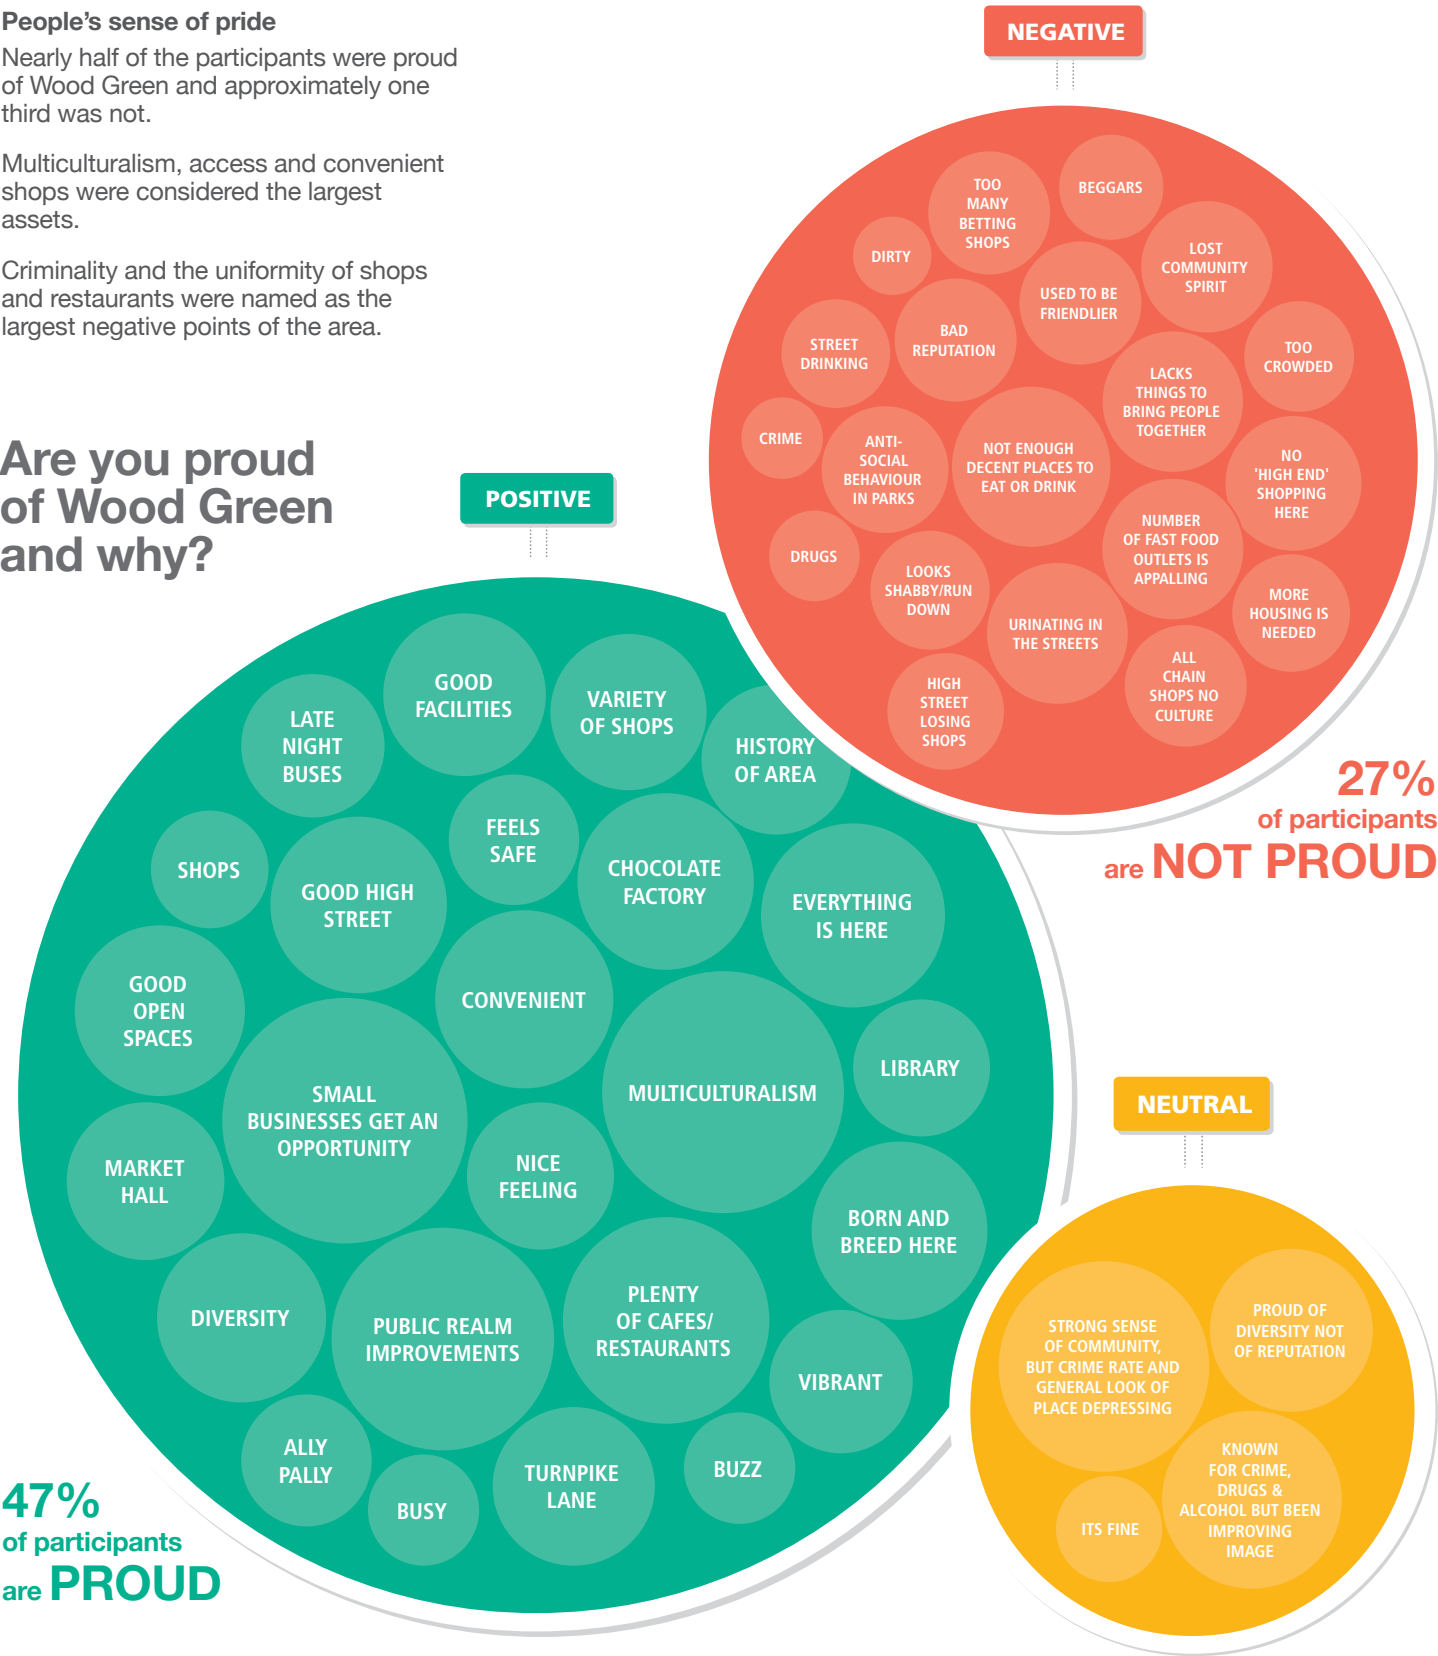 People's sense of pride
Nearly half of the participants were proud
of Wood Green and approximately one
third was not.
Multiculturalism, access and convenient
shops were considered the largest
assets.
Criminality and the uniformity of shops
and restaurants were named as the
largest negative points of the area.
Are you proud
of Wood Green
and why?
NEGATIVE
TOO
MANY
BETTING
SHOPS
BEGGARS
DIRTY
LOST
COMMUNITY
SPIRIT
USED TO BE
FRIENDLIER
BAD
REPUTATION
STREET
DRINKING
TOO
CROWDED
LACKS
THINGS TO
BRING PEOPLE
TOGETHER
CRIME
ANTI-
SOCIAL
BEHAVIOUR
IN PARKS
NOT ENOUGH
DECENT PLACES TO
EAT OR DRINK
NO
'HIGH END'
SHOPPING
HERE
NUMBER
OF FAST FOOD
OUTLETS IS
APPALLING
DRUGS
LOOKS
SHABBY/RUN
DOWN
MORE
HOUSING IS
NEEDED
URINATING IN
THE STREETS
ALL
CHAIN
SHOPS NO
CULTURE
HIGH
STREET
LOSING
SHOPS
27%
of participants
are NOT PROUD
POSITIVE
GOOD
FACILITIES
VARIETY
OF SHOPS
LATE
NIGHT
BUSES
HISTORY
OF AREA
FEELS
SAFE
SHOPS
GOOD HIGH
STREET
CHOCOLATE
FACTORY
EVERYTHING
IS HERE
GOOD
OPEN
SPACES
CONVENIENT
SMALL
BUSINESSES GET AN
OPPORTUNITY
MULTICULTURALISM
LIBRARY
MARKET
HALL
NICE
FEELING
BORN AND
BREED HERE
DIVERSITY
PUBLIC REALM
IMPROVEMENTS
PLENTY
OF CAFES/
RESTAURANTS
VIBRANT
ALLY
PALLY
BUSY
TURNPIKE
LANE
BUZZ
47%
of participants
are PROUD
NEUTRAL
STRONG SENSE
OF COMMUNITY,
BUT CRIME RATE AND
GENERAL LOOK OF
PLACE DEPRESSING
PROUD OF
DIVERSITY NOT
OF REPUTATION
KNOWN
FOR CRIME,
DRUGS &
ALCOHOL BUT BEEN
IMPROVING
IMAGE
ITS FINE